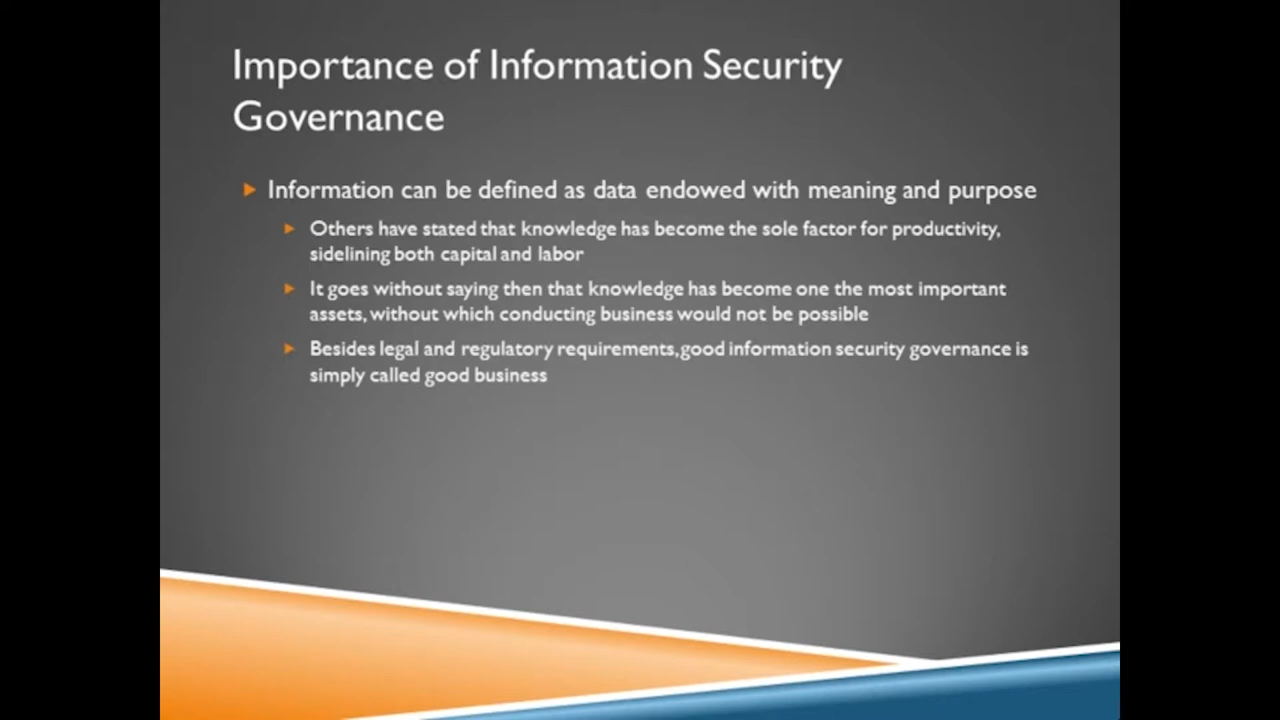 Importance of Information Security
Governance
Information can be defined as data endowed with meaning and purpose
Others have stated that knowledge has become the sole factor for productivity,
sidelining both capital and labor
It goes without saying then that knowledge has become one the most important
assets, without which conducting business would not be possible
Besides legal and regulatory requirements,good information security governance is
simply called good business